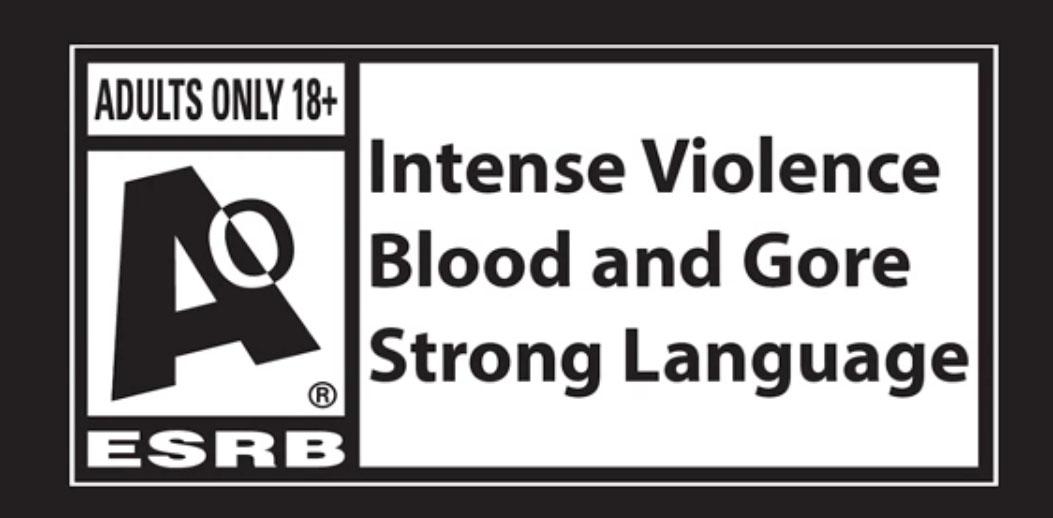 ADULTS ONLY 18+
AO
®
ESRB
Intense Violence
Blood and Gore
Strong Language